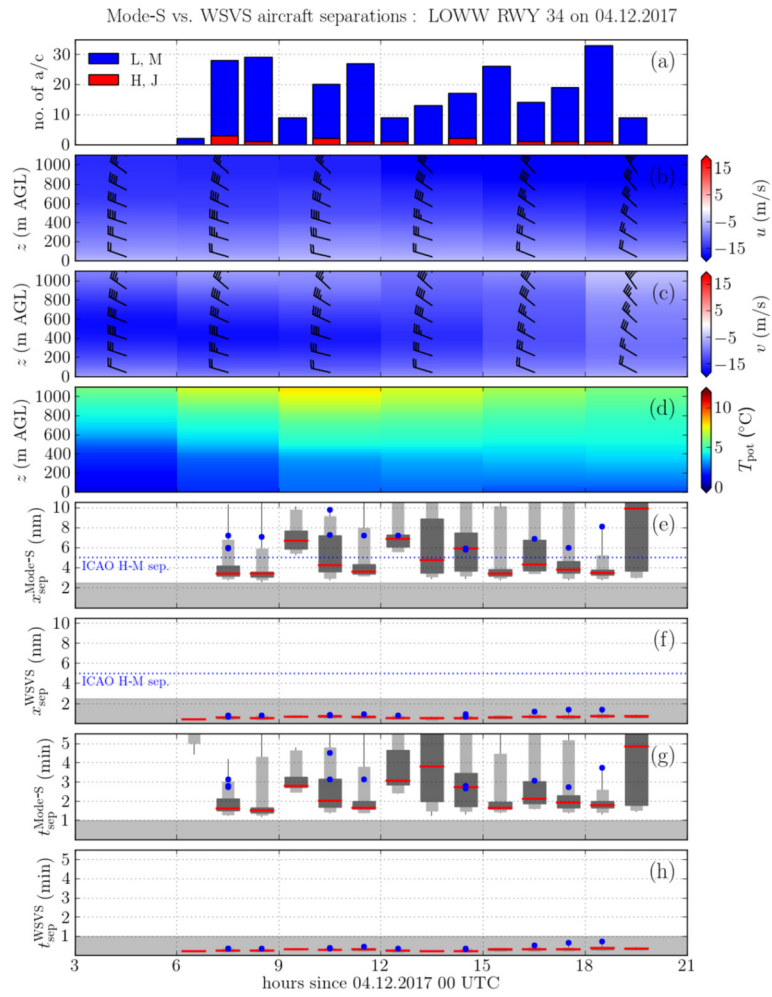 Mode-S vs. WSVS aircraft separations : LOWW RWY 34 on 04.12.2017
no. of a/c
30
20
10
0
L, M
H, J
(a)
z (m AGL)
1000
800
600
400
200
0
(b)
15
5
−5
−15
u (m/s)
z (m AGL)
1000
800
600
400
200
0
(c)
15
5
−5
−15
v (m/s)
z (m AGL)
1000
800
600
400
200
0
(d)
10
5
0
T_pot (°C)
x_sep^Mode-S (nm)
10
8
6
4
2
ICAO H-M sep.
(e)
x_sep^WSVS (nm)
10
8
6
4
2
ICAO H-M sep.
(f)
t_sep^Mode-S (min)
5
4
3
2
1
(g)
t_sep^WSVS (min)
5
4
3
2
1
(h)
3 6 9 12 15 18 21
hours since 04.12.2017 00 UTC